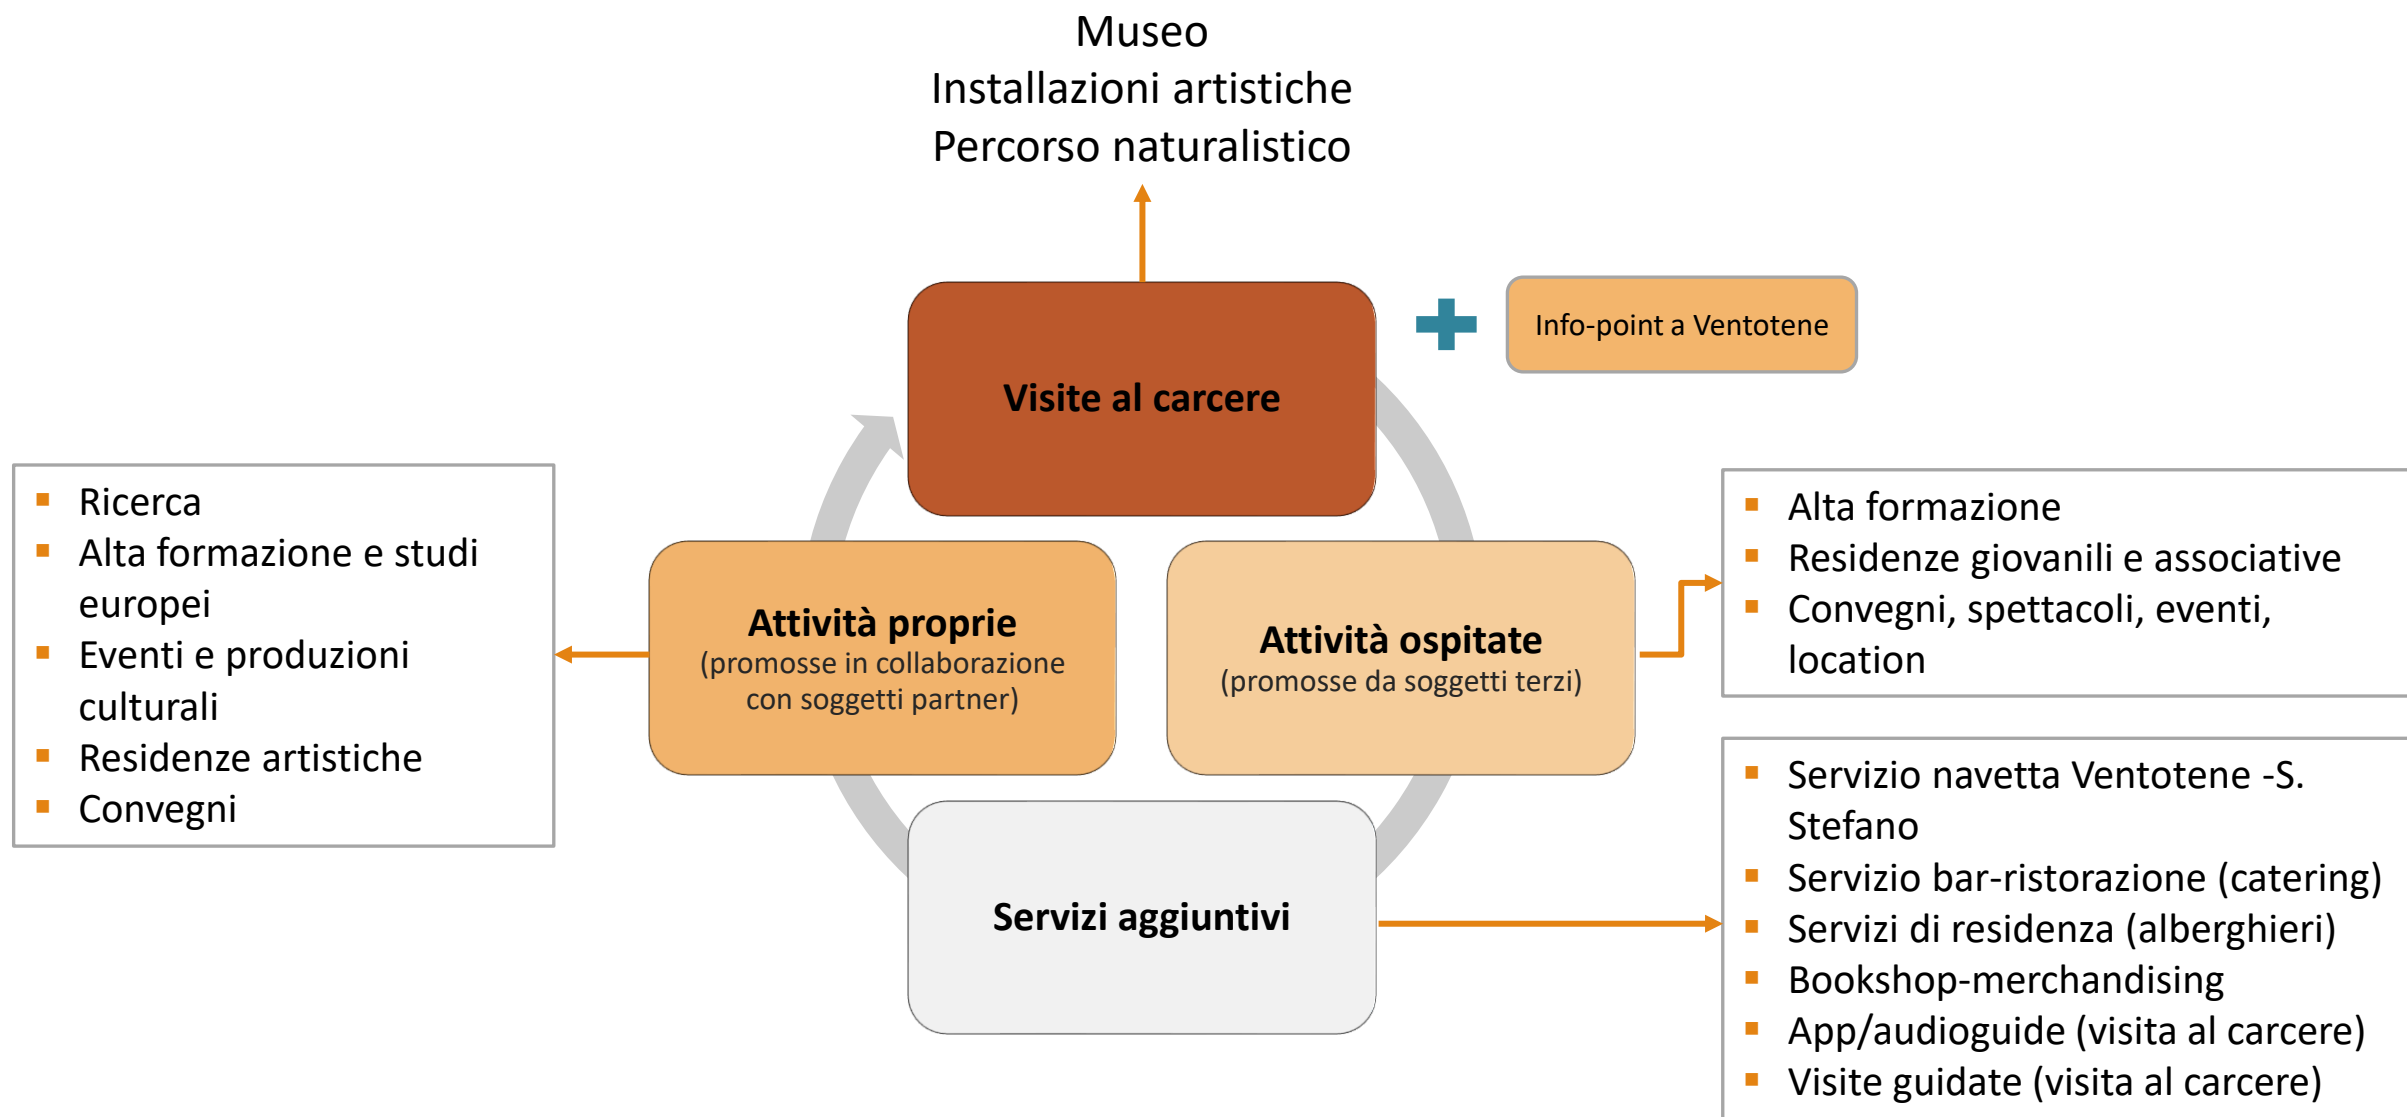 Museo
Installazioni artistiche
Percorso naturalistico
Info-point a Ventotene
Visite al carcere
▪ Ricerca
▪ Alta formazione e studi
europei
▪ Eventi e produzioni
culturali
▪ Residenze artistiche
▪ Convegni
Attività proprie
(promosse in collaborazione
con soggetti partner)
Attività ospitate
(promosse da soggetti terzi)
▪ Alta formazione
▪ Residenze giovanili e associative
▪ Convegni, spettacoli, eventi,
location
Servizi aggiuntivi
▪ Servizio navetta Ventotene -S.
Stefano
▪ Servizio bar-ristorazione (catering)
▪ Servizi di residenza (alberghieri)
▪ Bookshop-merchandising
▪ App/audioguide (visita al carcere)
▪ Visite guidate (visita al carcere)